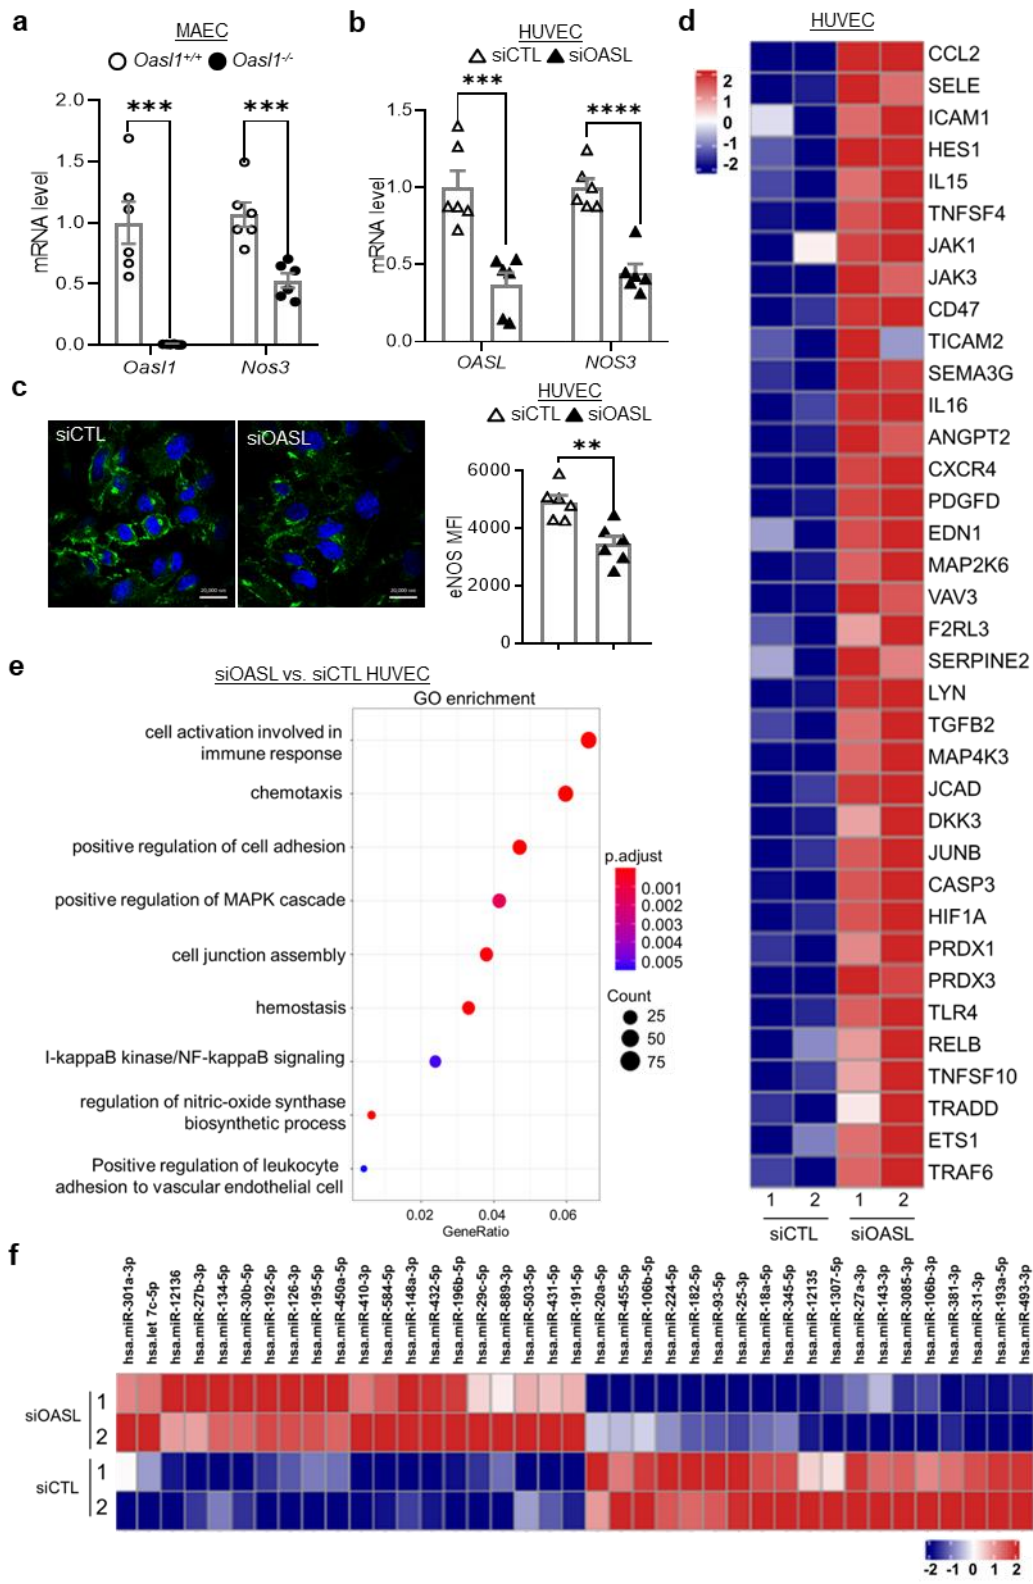 a
MAEC
Oasl1+/+ Oasl1-/-
mRNA level
2.0
1.5
1.0
0.5
0.0
***
***
Oasl1
Nos3
b
HUVEC
siCTL siOASL
mRNA level
1.5
1.0
0.5
0.0
***
****
OASL
NOS3
c
siCTL
20,000 nm
siOASL
20,000 nm
HUVEC
siCTL siOASL
eNOS MFI
6000
4000
2000
0
**
d
HUVEC
2
1
0
-1
-2
CCL2
SELE
ICAM1
HES1
IL15
TNFSF4
JAK1
JAK3
CD47
TICAM2
SEMA3G
IL16
ANGPT2
CXCR4
PDGFD
EDN1
MAP2K6
VAV3
F2RL3
SERPINE2
LYN
TGFB2
MAP4K3
JCAD
DKK3
JUNB
CASP3
HIF1A
PRDX1
PRDX3
TLR4
RELB
TNFSF10
TRADD
ETS1
TRAF6
1 2 1 2
siCTL siOASL
e
siOASL vs. siCTL HUVEC
GO enrichment
cell activation involved in
immune response
chemotaxis
positive regulation of cell adhesion
positive regulation of MAPK cascade
cell junction assembly
hemostasis
I-kappaB kinase/NF-kappaB signaling
regulation of nitric-oxide synthase
biosynthetic process
Positive regulation of leukocyte
adhesion to vascular endothelial cell
0.02 0.04 0.06
GeneRatio
p.adjust
0.001
0.002
0.003
0.004
0.005
Count
25
50
75
f
hsa.miR-301a-3p
hsa.let 7c-5p
hsa.miR-12136
hsa.miR-27b-3p
hsa.miR-134-5p
hsa.miR-30b-5p
hsa.miR-192-5p
hsa.miR-126-3p
hsa.miR-195-5p
hsa.miR-450a-5p
hsa.miR-410-3p
hsa.miR-584-5p
hsa.miR-148a-3p
hsa.miR-432-5p
hsa.miR-196b-5p
hsa.miR-29c-5p
hsa.miR-889-3p
hsa.miR-503-5p
hsa.miR-431-5p
hsa.miR-191-5p
hsa.miR-20a-5p
hsa.miR-455-5p
hsa.miR-106b-5p
hsa.miR-224-5p
hsa.miR-182-5p
hsa.miR-93-5p
hsa.miR-25-3p
hsa.miR-18a-5p
hsa.miR-345-5p
hsa.miR-12135
hsa.miR-1307-5p
hsa.miR-27a-3p
hsa.miR-143-3p
hsa.miR-3085-3p
hsa.miR-106b-3p
hsa.miR-381-3p
hsa.miR-31-3p
hsa.miR-193a-5p
hsa.miR-493-3p
siOASL
1
2
siCTL
1
2
-2 -1 0 1 2